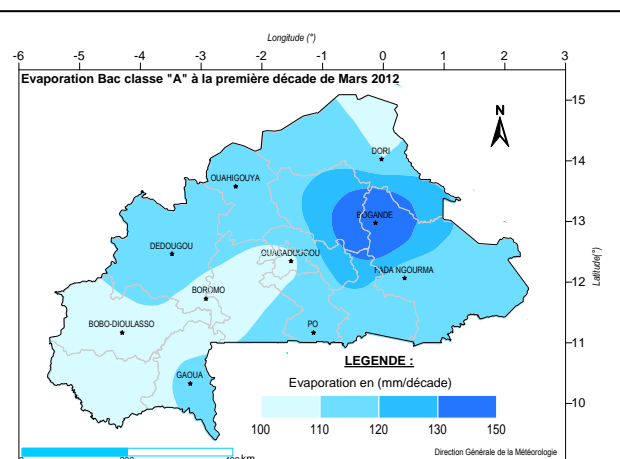 Longitude (°)
-6 -5 -4 -3 -2 -1 0 1 2 3
Evaporation Bac classe "A" à la première décade de Mars 2012
N
15
14
13
12
11
10
Latitude(°)
DORI
OUAHIGOUYA
BOGANDE
DEDOUGOU
OUAGADOUGOU
FADA NGOURMA
BOROMO
BOBO-DIOULASSO
PO
GAOUA
LEGENDE :
Evaporation en (mm/décade)
100 110 120 130 150
km
Direction Générale de la Météorologie